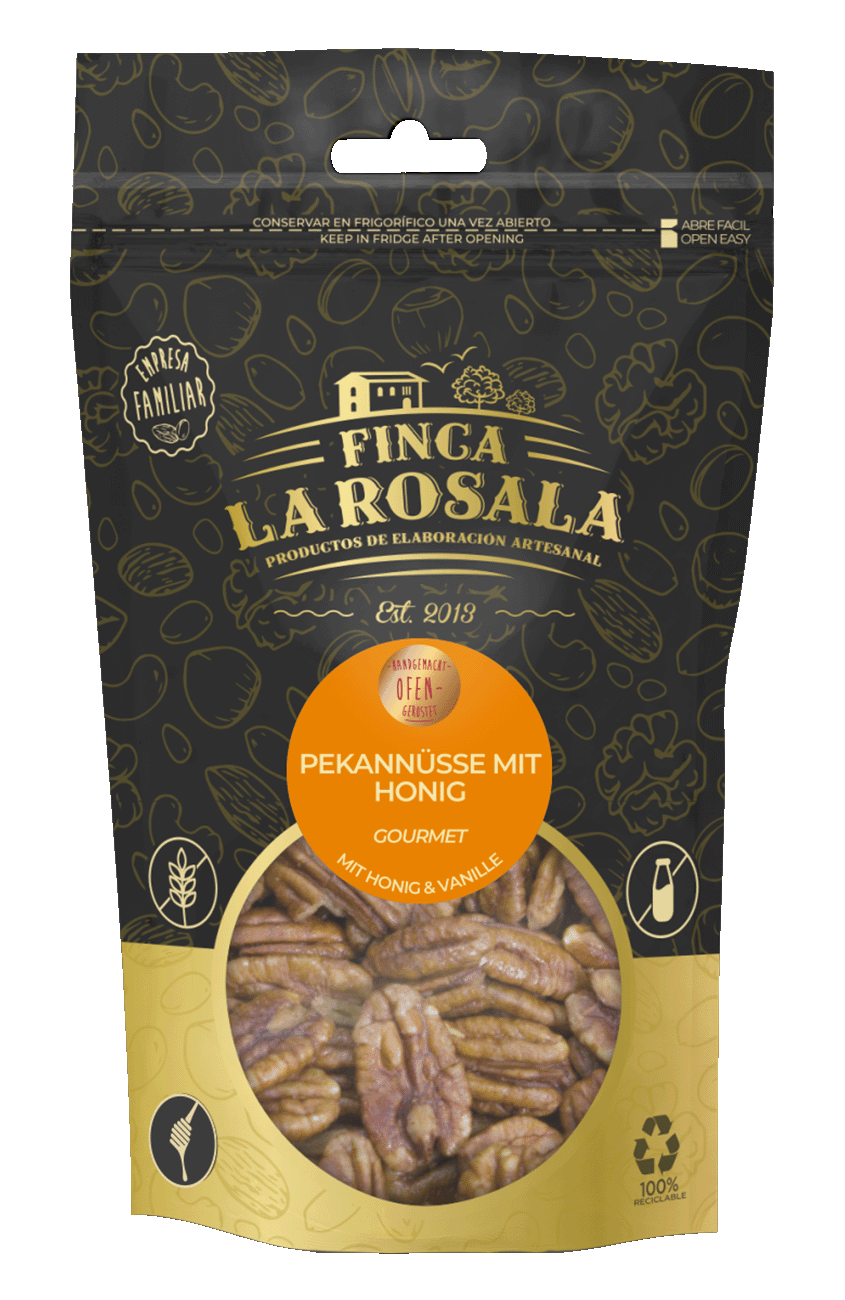 CONSERVAR EN FRIGORÍFICO UNA VEZ ABIERTO
KEEP IN FRIDGE AFTER OPENING
ABRE FACIL
OPEN EASY
EMPRESA
FAMILIAR
FINCA
LA ROSALA
PRODUCTOS DE ELABORACIÓN ARTESANAL
Est. 2013
-HANDGEMACHT-
OFEN-
GERÖSTET
PEKANNÜSSE MIT
HONIG
GOURMET
MIT HONIG & VANILLE
100%
RECICLABLE